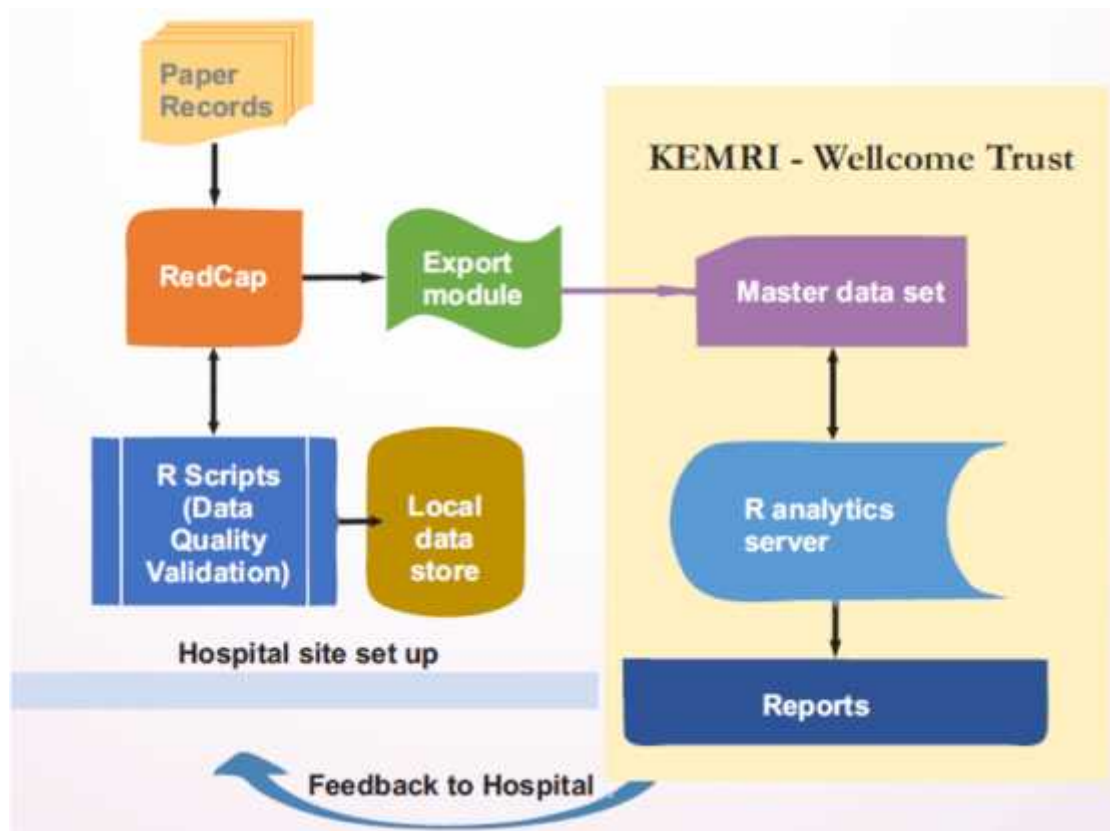 Paper
Records
KEMRI - Wellcome Trust
RedCap
Export
module
Master data set
R Scripts
(Data
Quality
Validation)
Local
data
store
R analytics
server
Hospital site set up
Reports
Feedback to Hospital